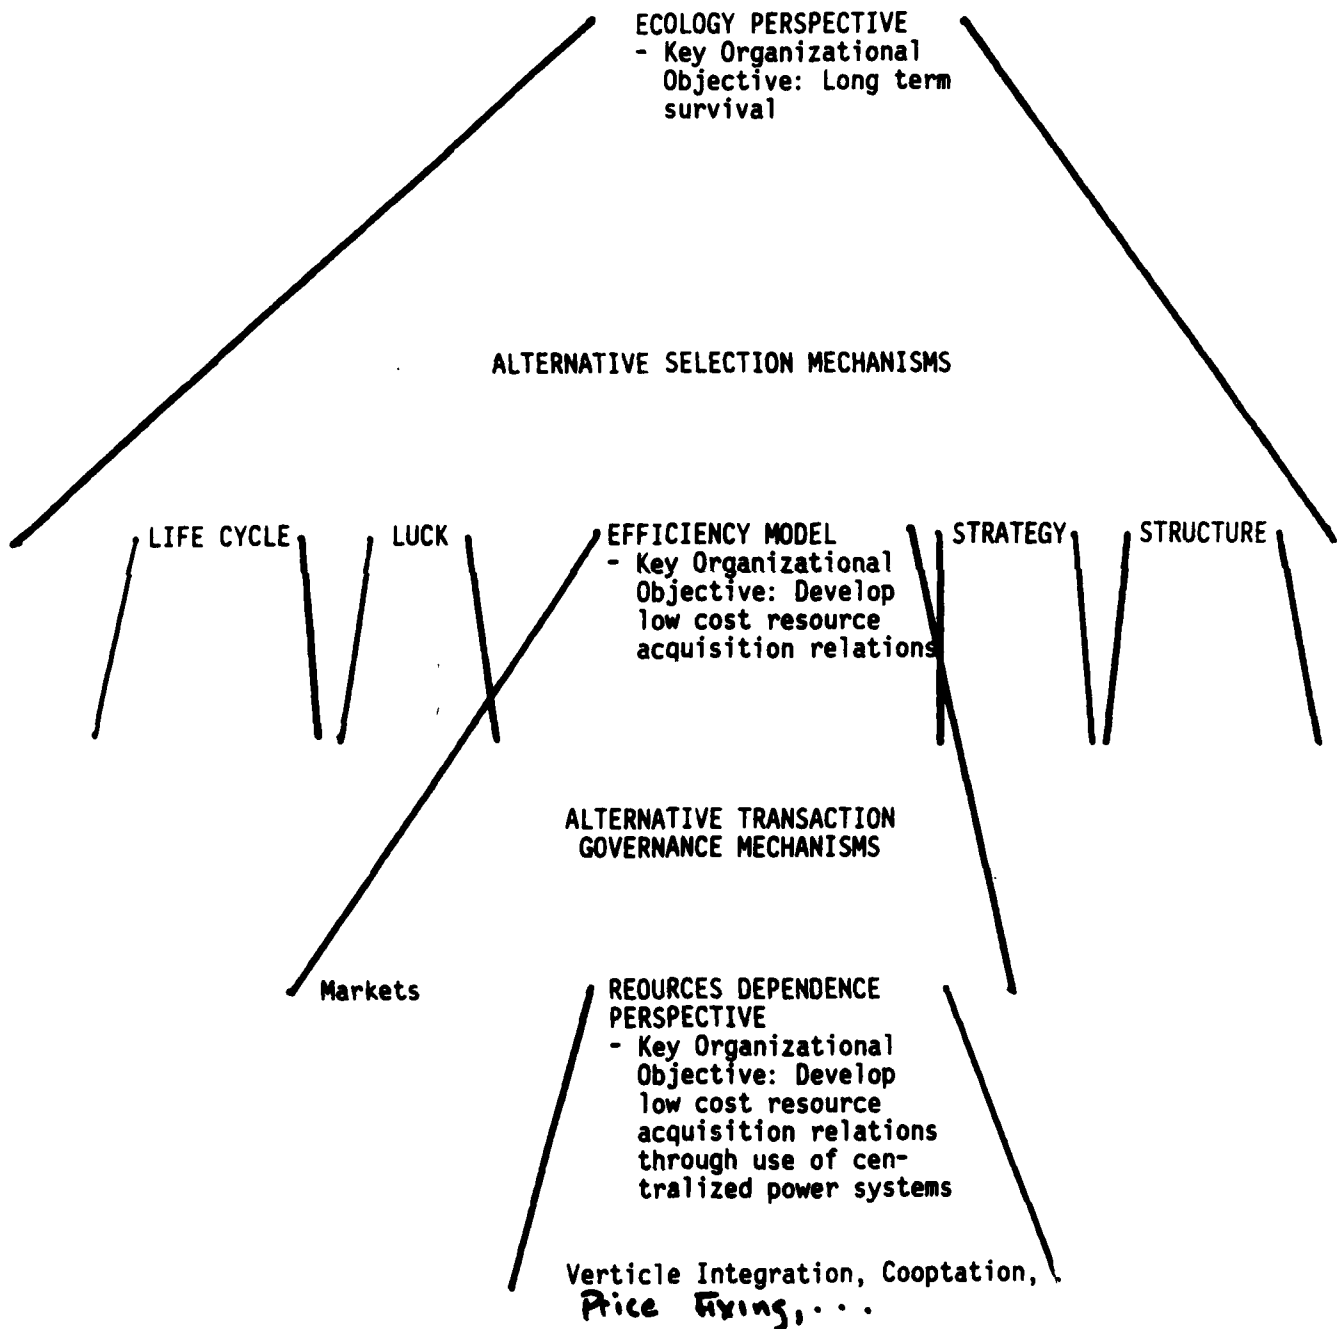 ECOLOGY PERSPECTIVE
- Key Organizational
Objective: Long term
survival
ALTERNATIVE SELECTION MECHANISMS
LIFE CYCLE
LUCK
EFFICIENCY MODEL
- Key Organizational
Objective: Develop
low cost resource
acquisition relations
STRATEGY
STRUCTURE
ALTERNATIVE TRANSACTION
GOVERNANCE MECHANISMS
Markets
REOURCES DEPENDENCE
PERSPECTIVE
- Key Organizational
Objective: Develop
low cost resource
acquisition relations
through use of cen-
tralized power systems
Verticle Integration, Cooptation,
Price Fixing,...